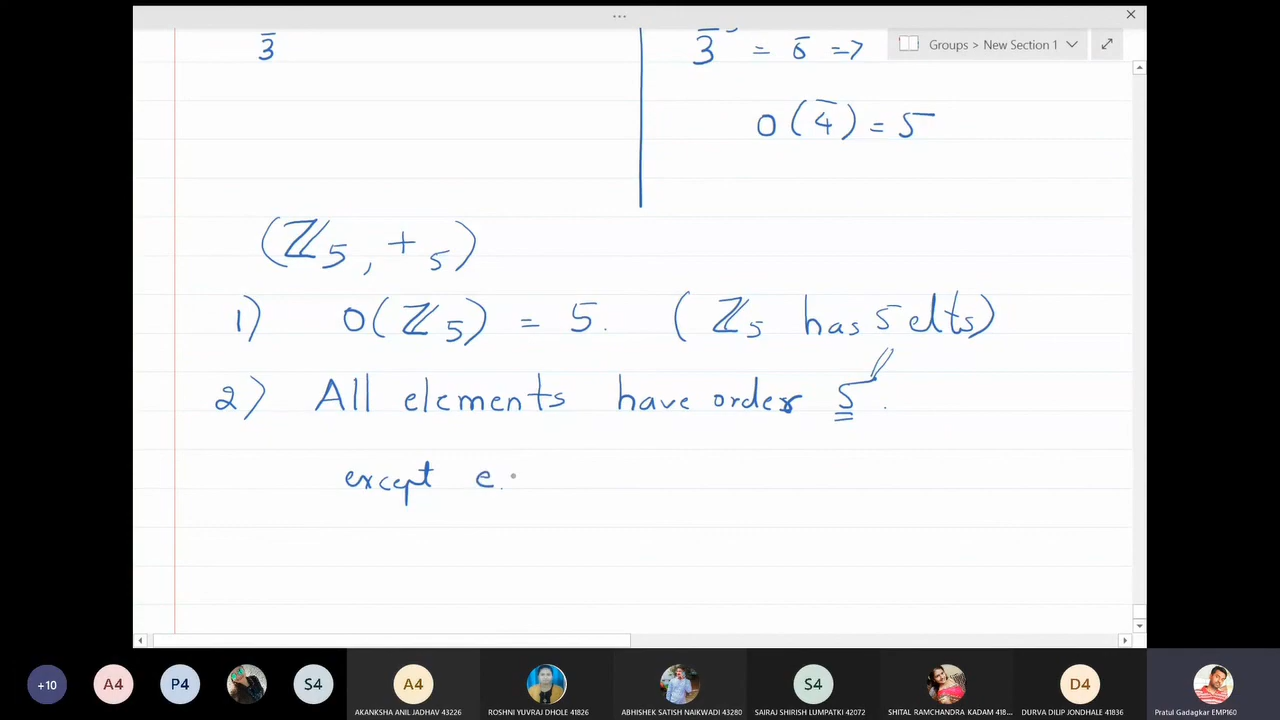 Groups > New Section 1
3̄
3̄ = 0̄ =>
O(4̄) = 5
(ℤ5, +5)
1) O(ℤ5) = 5. (ℤ5 has 5 elts)
2) All elements have order 5.
except e.
+10
A4
P4
S4
A4
S4
D4
AKANKSHA ANIL JADHAV 43226
ROSHNI YUVRAJ DHOLE 41826
ABHISHEK SATISH NAIKWADI 43280
SAIRAJ SHIRISH LUMPATKI 42072
SHITAL RAMCHANDRA KADAM 418...
DURVA DILIP JONDHALE 41836
Pratul Gadagkar EMP160